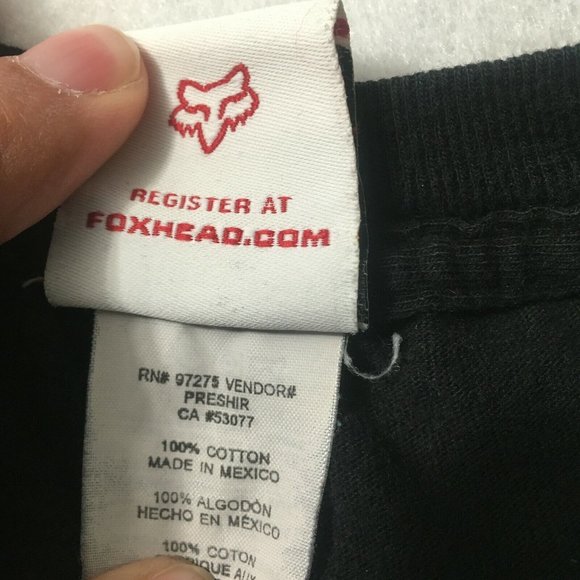 REGISTER AT
FOXHEAD.COM
RN# 97275 VENDOR#
PRESHIR
CA #53077
100% COTTON
MADE IN MEXICO
100% ALGODÓN
HECHO EN MÉXICO
100% COTON